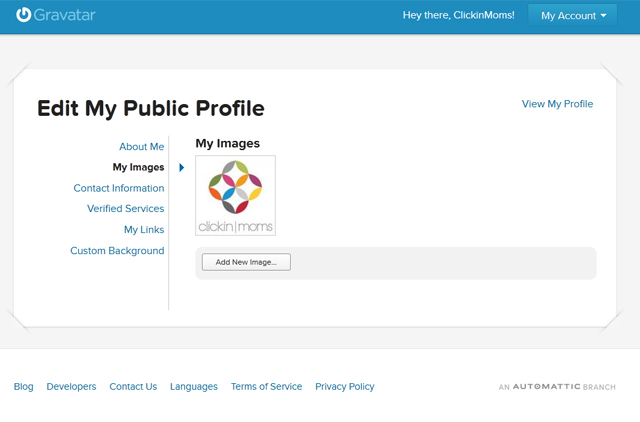 Gravatar
Hey there, ClickinMoms!
My Account
Edit My Public Profile
View My Profile
About Me
My Images
Contact Information
Verified Services
My Links
Custom Background
My Images
clickin|moms
Add New Image...
Blog Developers Contact Us Languages Terms of Service Privacy Policy
AN AUTOMATTIC BRANCH